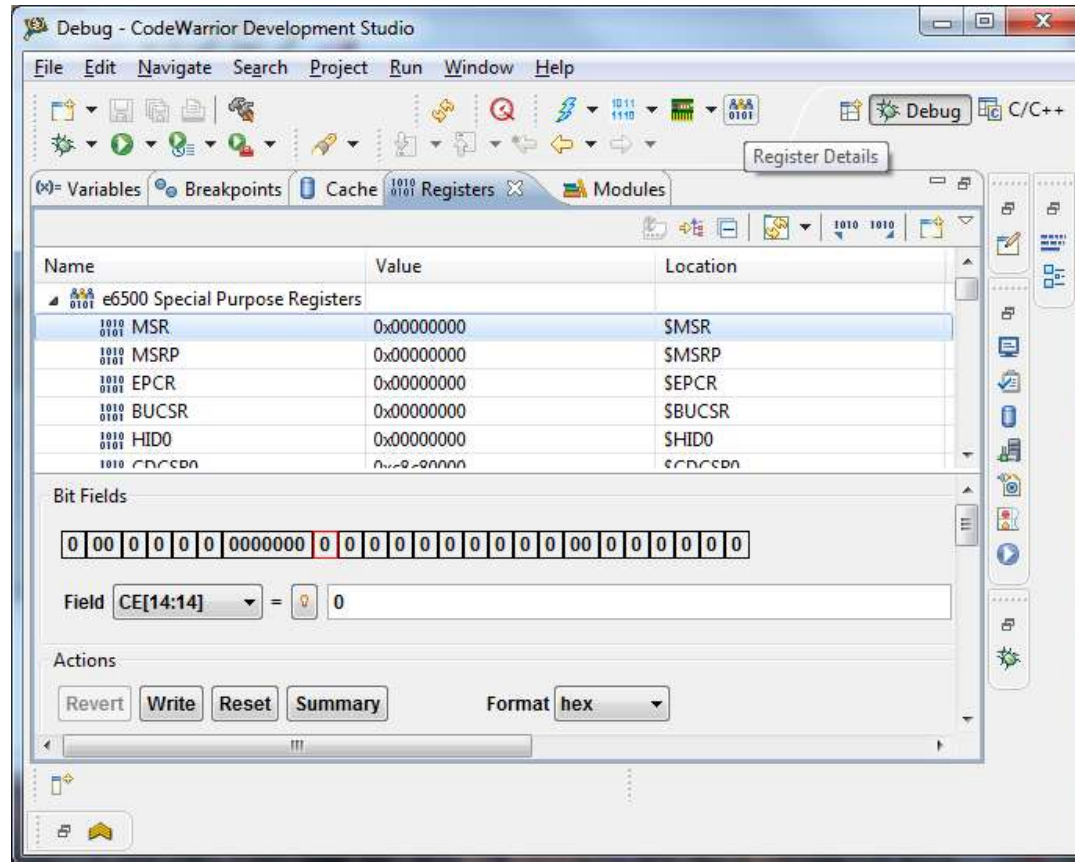 Debug - CodeWarrior Development Studio
File Edit Navigate Search Project Run Window Help
Debug C/C++
Register Details
(x)= Variables Breakpoints Cache Registers Modules
Name Value Location
e6500 Special Purpose Registers
MSR 0x00000000 $MSR
MSRP 0x00000000 $MSRP
EPCR 0x00000000 $EPCR
BUCSR 0x00000000 $BUCSR
HID0 0x00000000 $HID0
Bit Fields
0 00 0 0 0 0 0000000 0 0 0 0 0 0 0 0 0 0 00 0 0 0 0 0 0
Field CE[14:14] = 0
Actions
Revert Write Reset Summary Format hex